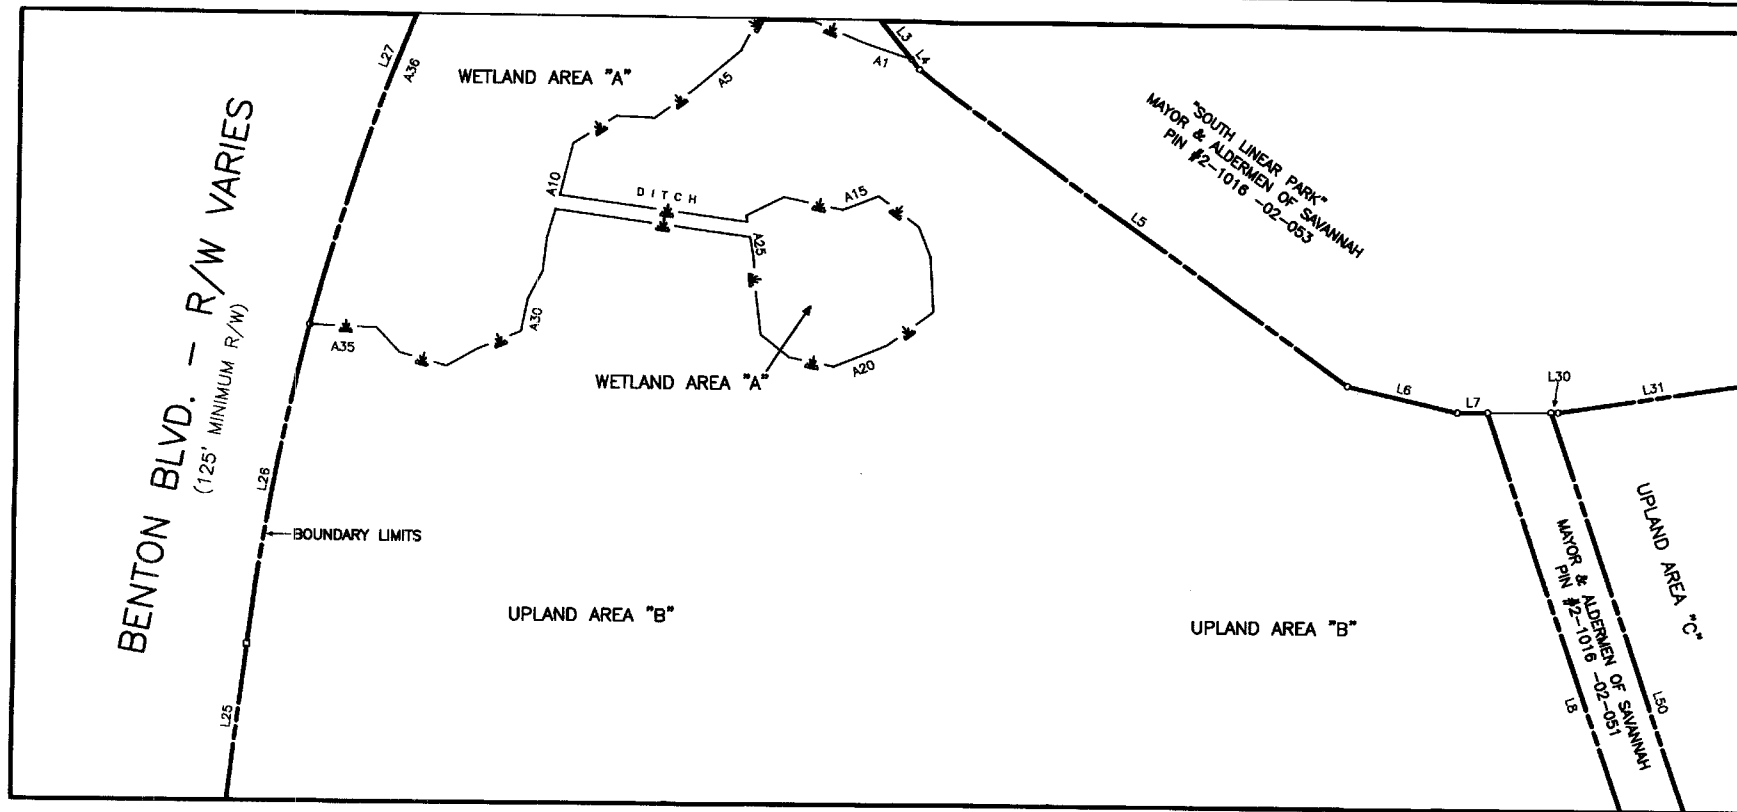 L27
A36
WETLAND AREA "A"
A5
A1
L3
L4
BENTON BLVD. - R/W VARIES
(125' MINIMUM R/W)
"SOUTH LINEAR PARK"
MAYOR & ALDERMEN OF SAVANNAH
PIN #2-1016 -02-053
A10
DITCH
A15
L5
A25
A30
A35
A20
WETLAND AREA "A"
L6
L7
L30
L31
L26
BOUNDARY LIMITS
UPLAND AREA "B"
UPLAND AREA "B"
UPLAND AREA "C"
MAYOR & ALDERMEN OF SAVANNAH
PIN #2-1016 -02-051
L25
L8
L50